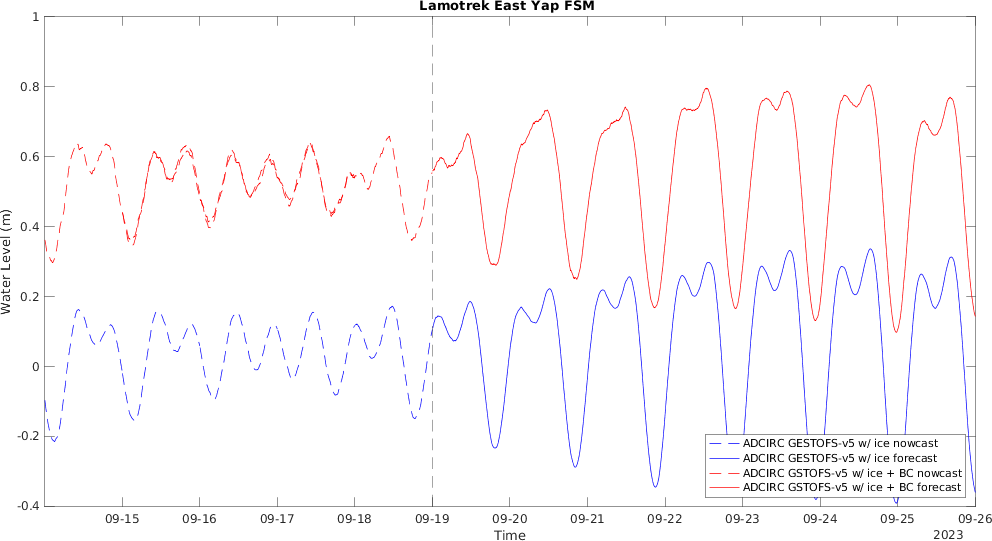 Lamotrek East Yap FSM
1
0.8
0.6
0.4
0.2
0
-0.2
-0.4
Water Level (m)
ADCIRC GESTOFS-v5 w/ ice nowcast
ADCIRC GESTOFS-v5 w/ ice forecast
ADCIRC GSTOFS-v5 w/ ice + BC nowcast
ADCIRC GSTOFS-v5 w/ ice + BC forecast
09-15 09-16 09-17 09-18 09-19 09-20 09-21 09-22 09-23 09-24 09-25 09-26
Time
2023